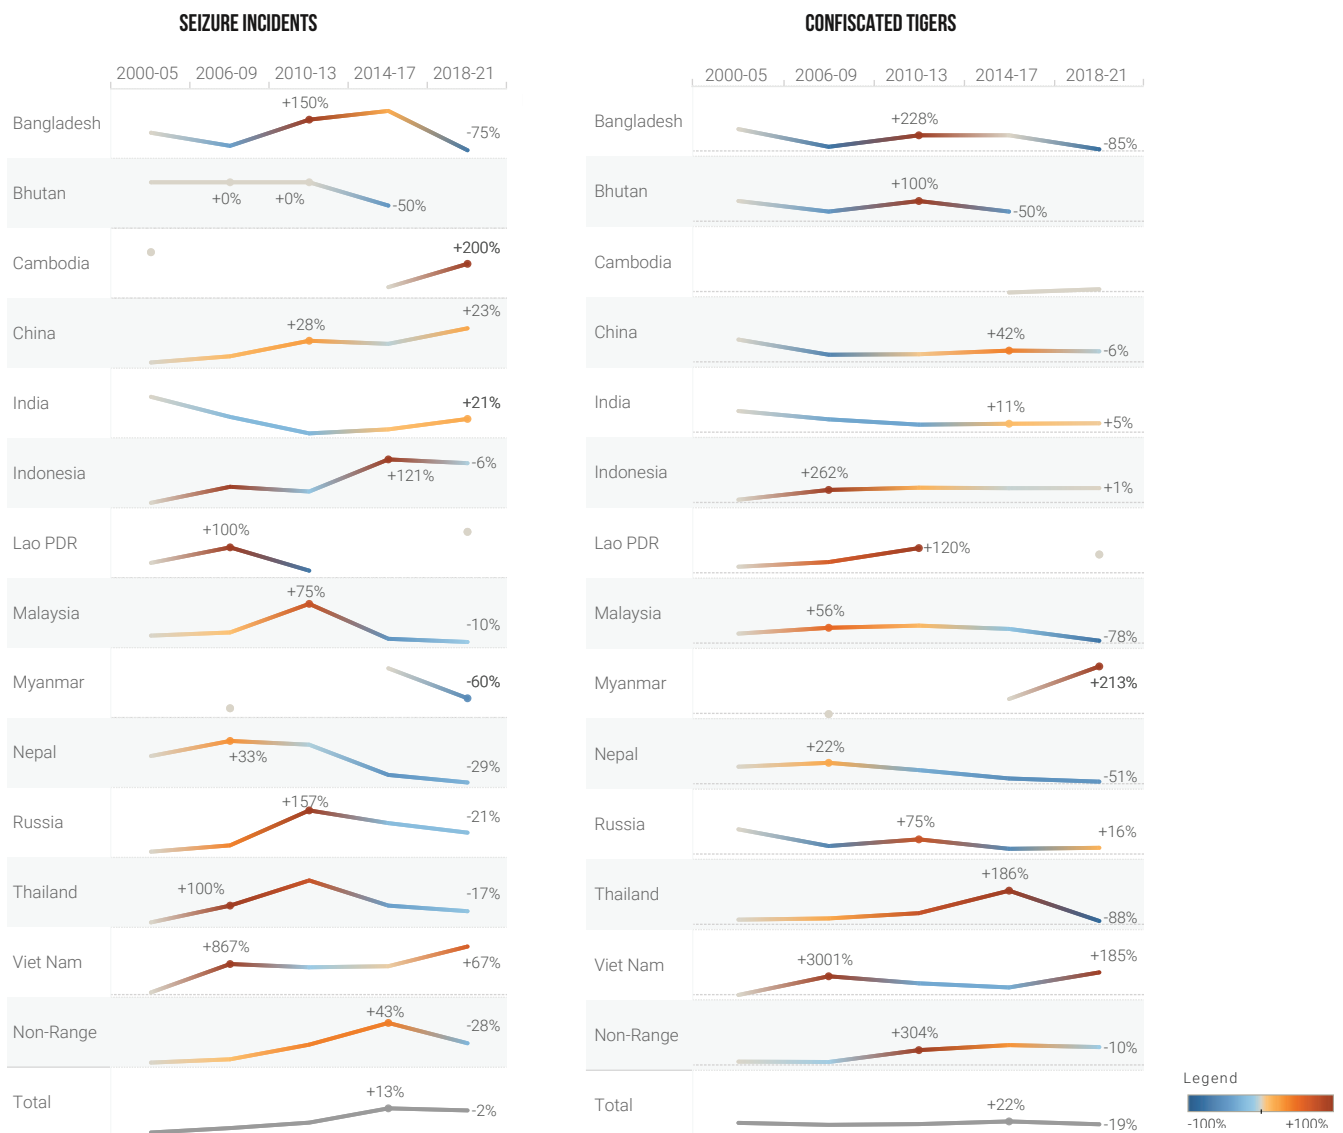 SEIZURE INCIDENTS
2000-05 2006-09 2010-13 2014-17 2018-21
Bangladesh +150% -75%
Bhutan +0% +0% -50%
Cambodia +200%
China +28% +23%
India +21%
Indonesia +121% -6%
Lao PDR +100%
Malaysia +75% -10%
Myanmar -60%
Nepal +33% -29%
Russia +157% -21%
Thailand +100% -17%
Viet Nam +867% +67%
Non-Range +43% -28%
Total +13% -2%
CONFISCATED TIGERS
2000-05 2006-09 2010-13 2014-17 2018-21
Bangladesh +228% -85%
Bhutan +100% -50%
Cambodia
China +42% -6%
India +11% +5%
Indonesia +262% +1%
Lao PDR +120%
Malaysia +56% -78%
Myanmar +213%
Nepal +22% -51%
Russia +75% +16%
Thailand +186% -88%
Viet Nam +3001% +185%
Non-Range +304% -10%
Total +22% -19%
Legend
-100% +100%